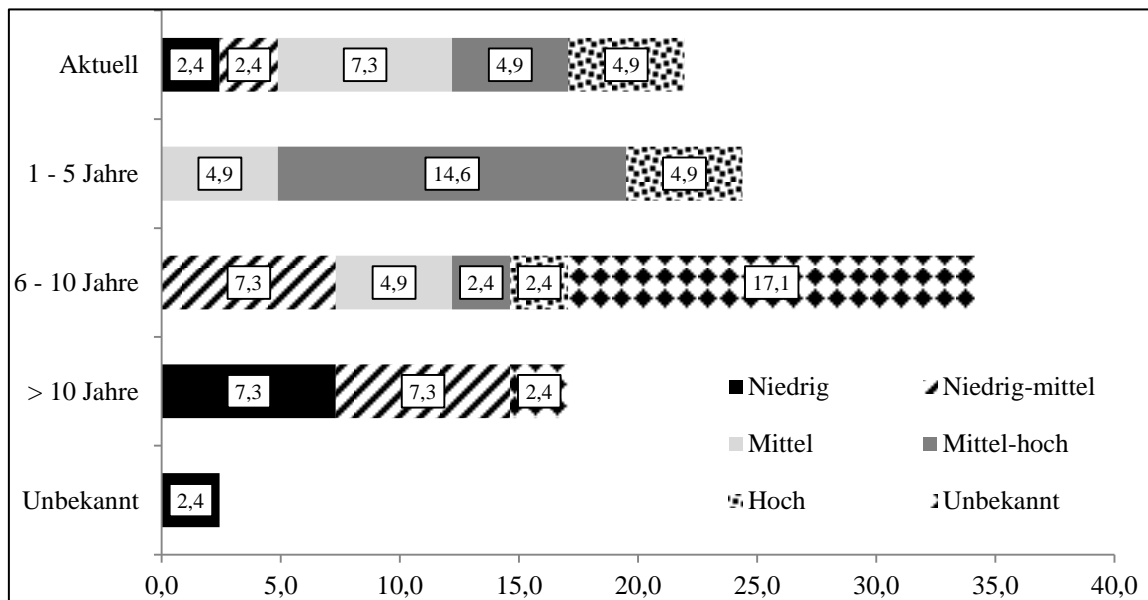 Aktuell
2,4 2,4 7,3 4,9 4,9
1 - 5 Jahre
4,9 14,6 4,9
6 - 10 Jahre
7,3 4,9 2,4 2,4 17,1
> 10 Jahre
7,3 7,3 2,4
Unbekannt
2,4
Niedrig Niedrig-mittel
Mittel Mittel-hoch
Hoch Unbekannt
0,0 5,0 10,0 15,0 20,0 25,0 30,0 35,0 40,0